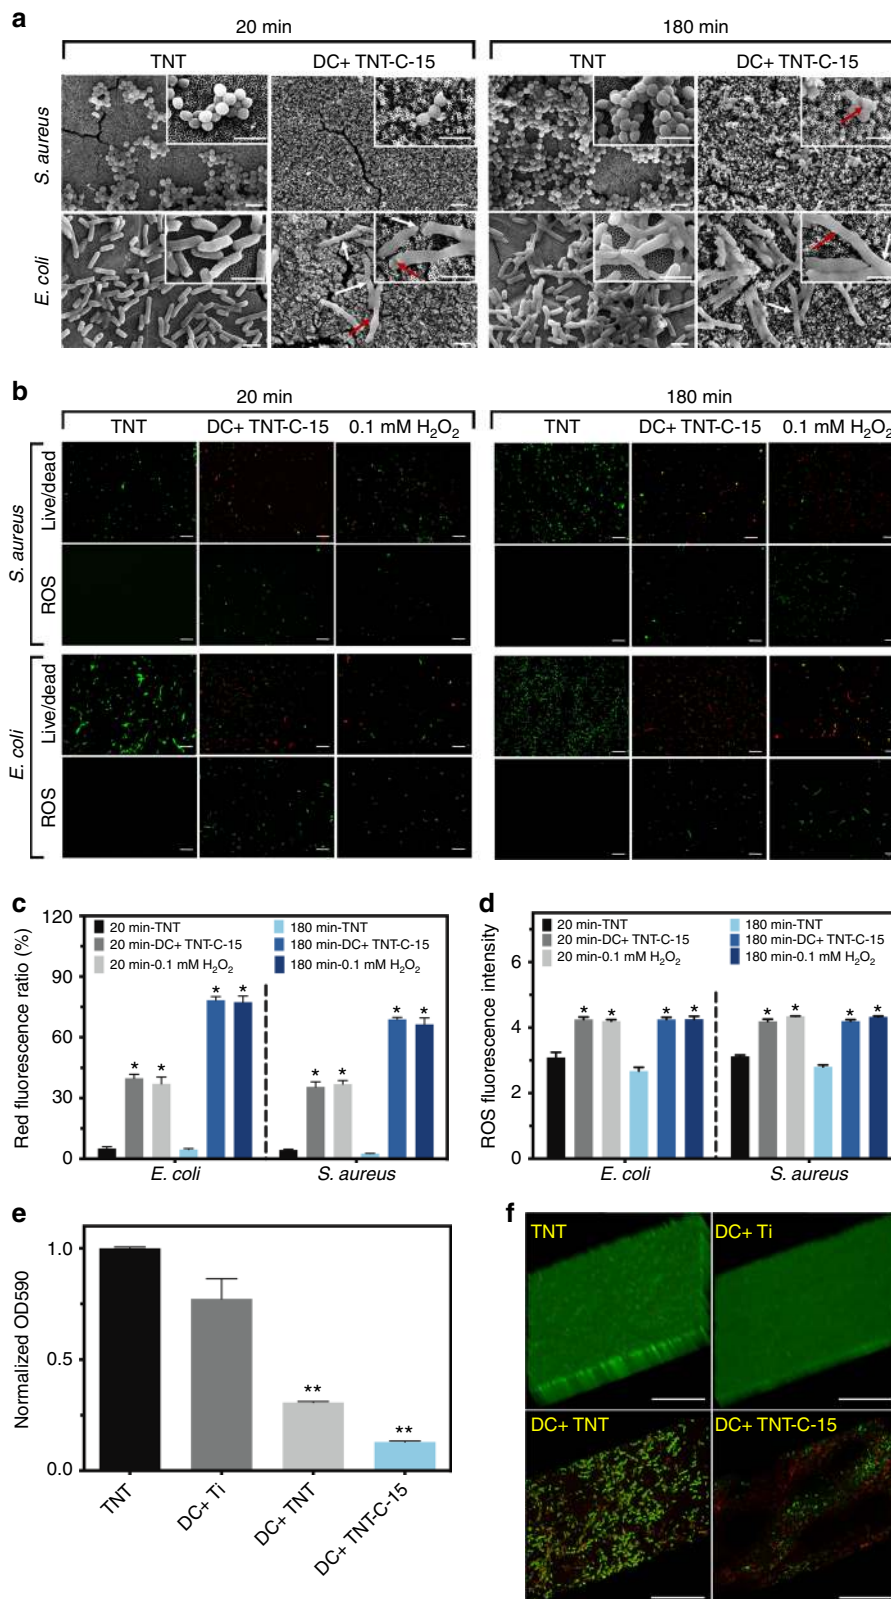 a
20 min
180 min
TNT
DC+ TNT-C-15
TNT
DC+ TNT-C-15
S. aureus
E. coli
b
20 min
180 min
TNT
DC+ TNT-C-15
0.1 mM H₂O₂
TNT
DC+ TNT-C-15
0.1 mM H₂O₂
S. aureus
Live/dead
ROS
E. coli
Live/dead
ROS
c
Red fluorescence ratio (%)
120
90
60
30
0
20 min-TNT
20 min-DC+ TNT-C-15
20 min-0.1 mM H₂O₂
180 min-TNT
180 min-DC+ TNT-C-15
180 min-0.1 mM H₂O₂
* * * * * * * *
E. coli
S. aureus
d
ROS fluorescence intensity
6
4
2
0
20 min-TNT
20 min-DC+ TNT-C-15
20 min-0.1 mM H₂O₂
180 min-TNT
180 min-DC+ TNT-C-15
180 min-0.1 mM H₂O₂
* * * * * * * *
E. coli
S. aureus
e
Normalized OD590
1.0
0.5
0.0
**
**
TNT
DC+ Ti
DC+ TNT
DC+ TNT-C-15
f
TNT
DC+ Ti
DC+ TNT
DC+ TNT-C-15